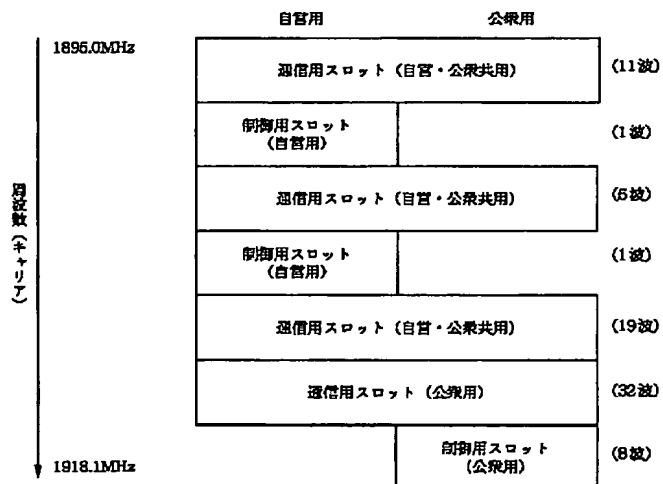 自営用 公衆用
1895.0MHz
通信用スロット（自営・公衆共用） (11波)
制御用スロット
（自営用） (1波)
通信用スロット（自営・公衆共用） (5波)
制御用スロット
（自営用） (1波)
通信用スロット（自営・公衆共用） (19波)
通信用スロット（公衆用） (32波)
制御用スロット
（公衆用） (8波)
1918.1MHz
周波数（キャリア）